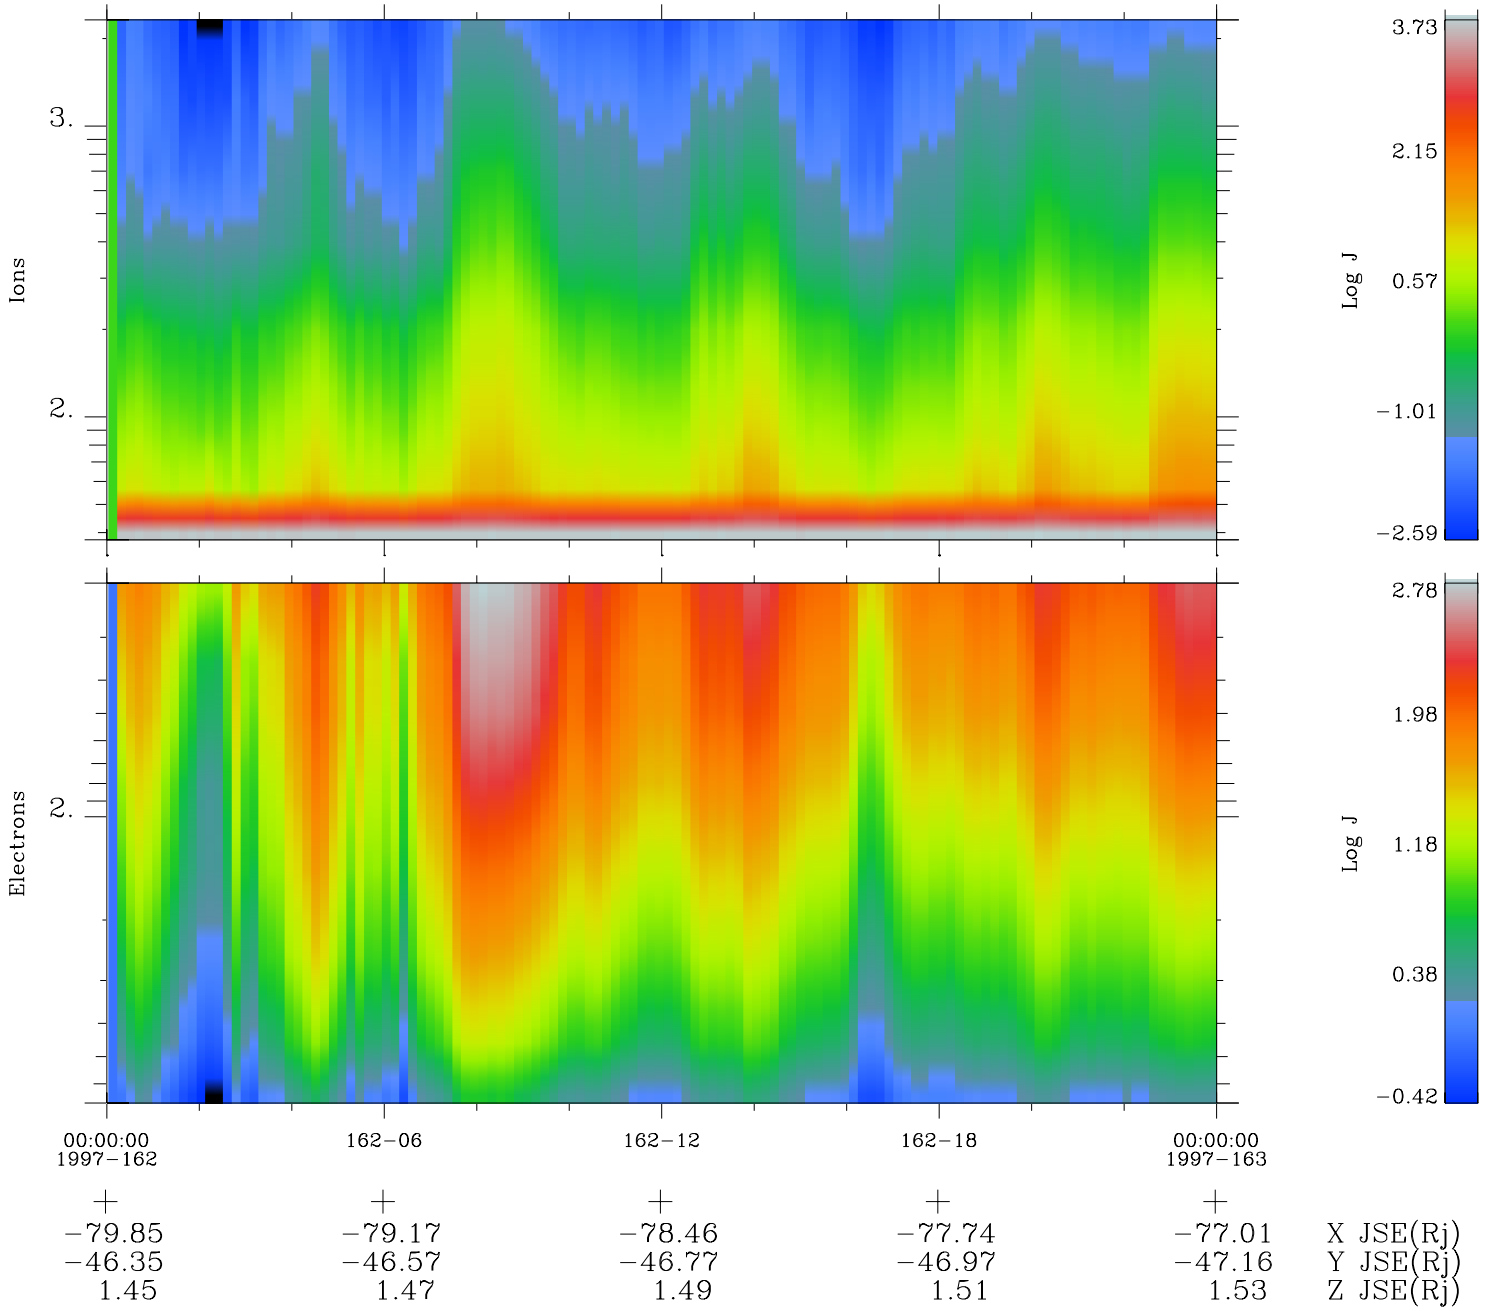 3.73
3.
2.15
Ions
Log J
0.57
2.
−1.01
−2.59
2.78
1.98
2.
Electrons
Log J
1.18
0.38
−0.42
00:00:00 162−06 162−12 162−18 00:00:00
1997−162 1997−163
−79.85 −79.17 −78.46 −77.74 −77.01 X JSE(Rj)
−46.35 −46.57 −46.77 −46.97 −47.16 Y JSE(Rj)
1.45 1.47 1.49 1.51 1.53 Z JSE(Rj)